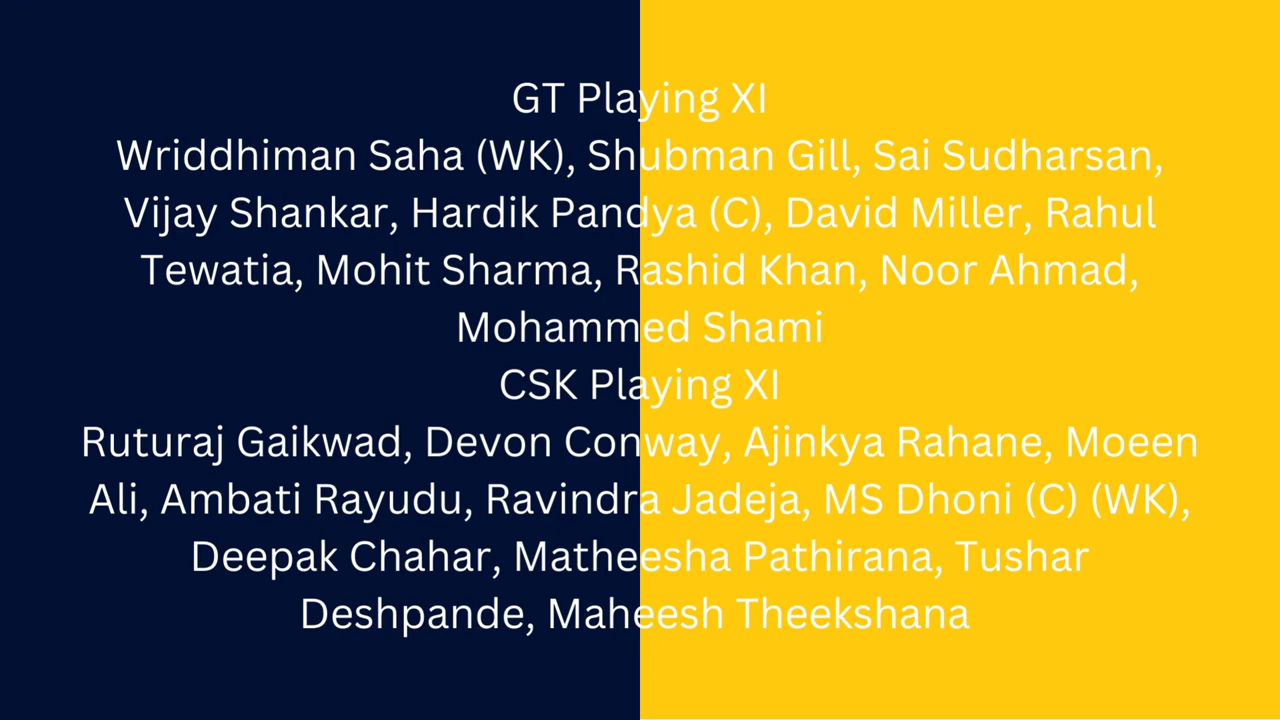 GT Playing XI
Wriddhiman Saha (WK), Shubman Gill, Sai Sudharsan,
Vijay Shankar, Hardik Pandya (C), David Miller, Rahul
Tewatia, Mohit Sharma, Rashid Khan, Noor Ahmad,
Mohammed Shami
CSK Playing XI
Ruturaj Gaikwad, Devon Conway, Ajinkya Rahane, Moeen
Ali, Ambati Rayudu, Ravindra Jadeja, MS Dhoni (C) (WK),
Deepak Chahar, Matheesha Pathirana, Tushar
Deshpande, Maheesh Theekshana